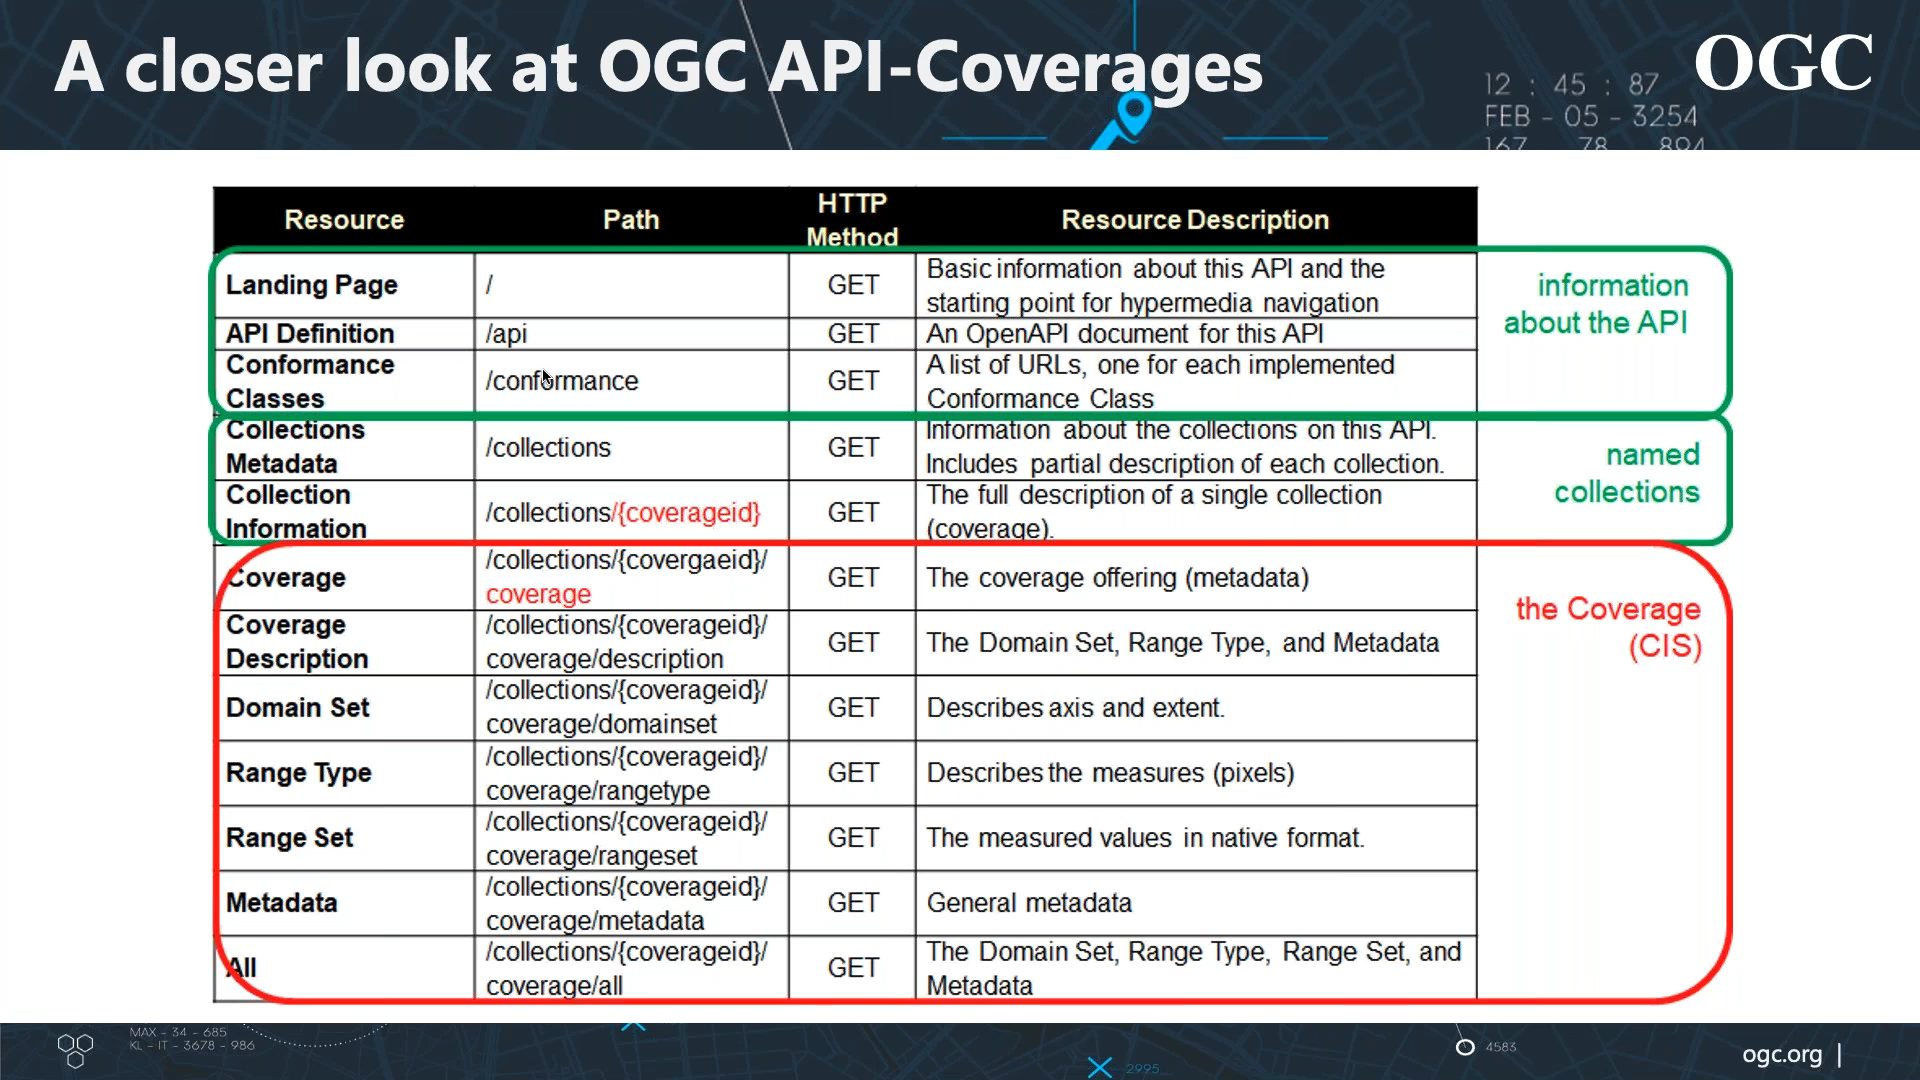 A closer look at OGC API-Coverages
OGC
12 : 45 : 87
FEB - 05 - 3254
167 78 894
Resource
Path
HTTP
Method
Resource Description
Landing Page
/
GET
Basic information about this API and the
starting point for hypermedia navigation
API Definition
/api
GET
An OpenAPI document for this API
Conformance
Classes
/conformance
GET
A list of URLs, one for each implemented
Conformance Class
information
about the API
Collections
Metadata
/collections
GET
Information about the collections on this API.
Includes partial description of each collection.
Collection
Information
/collections/{coverageid}
GET
The full description of a single collection
(coverage).
named
collections
Coverage
/collections/{covergaeid}/
coverage
GET
The coverage offering (metadata)
Coverage
Description
/collections/{coverageid}/
coverage/description
GET
The Domain Set, Range Type, and Metadata
Domain Set
/collections/{coverageid}/
coverage/domainset
GET
Describes axis and extent.
Range Type
/collections/{coverageid}/
coverage/rangetype
GET
Describes the measures (pixels)
Range Set
/collections/{coverageid}/
coverage/rangeset
GET
The measured values in native format.
Metadata
/collections/{coverageid}/
coverage/metadata
GET
General metadata
All
/collections/{coverageid}/
coverage/all
GET
The Domain Set, Range Type, Range Set, and
Metadata
the Coverage
(CIS)
MAX - 34 - 685
KL - IT - 3678 - 986
2995
4583
ogc.org |